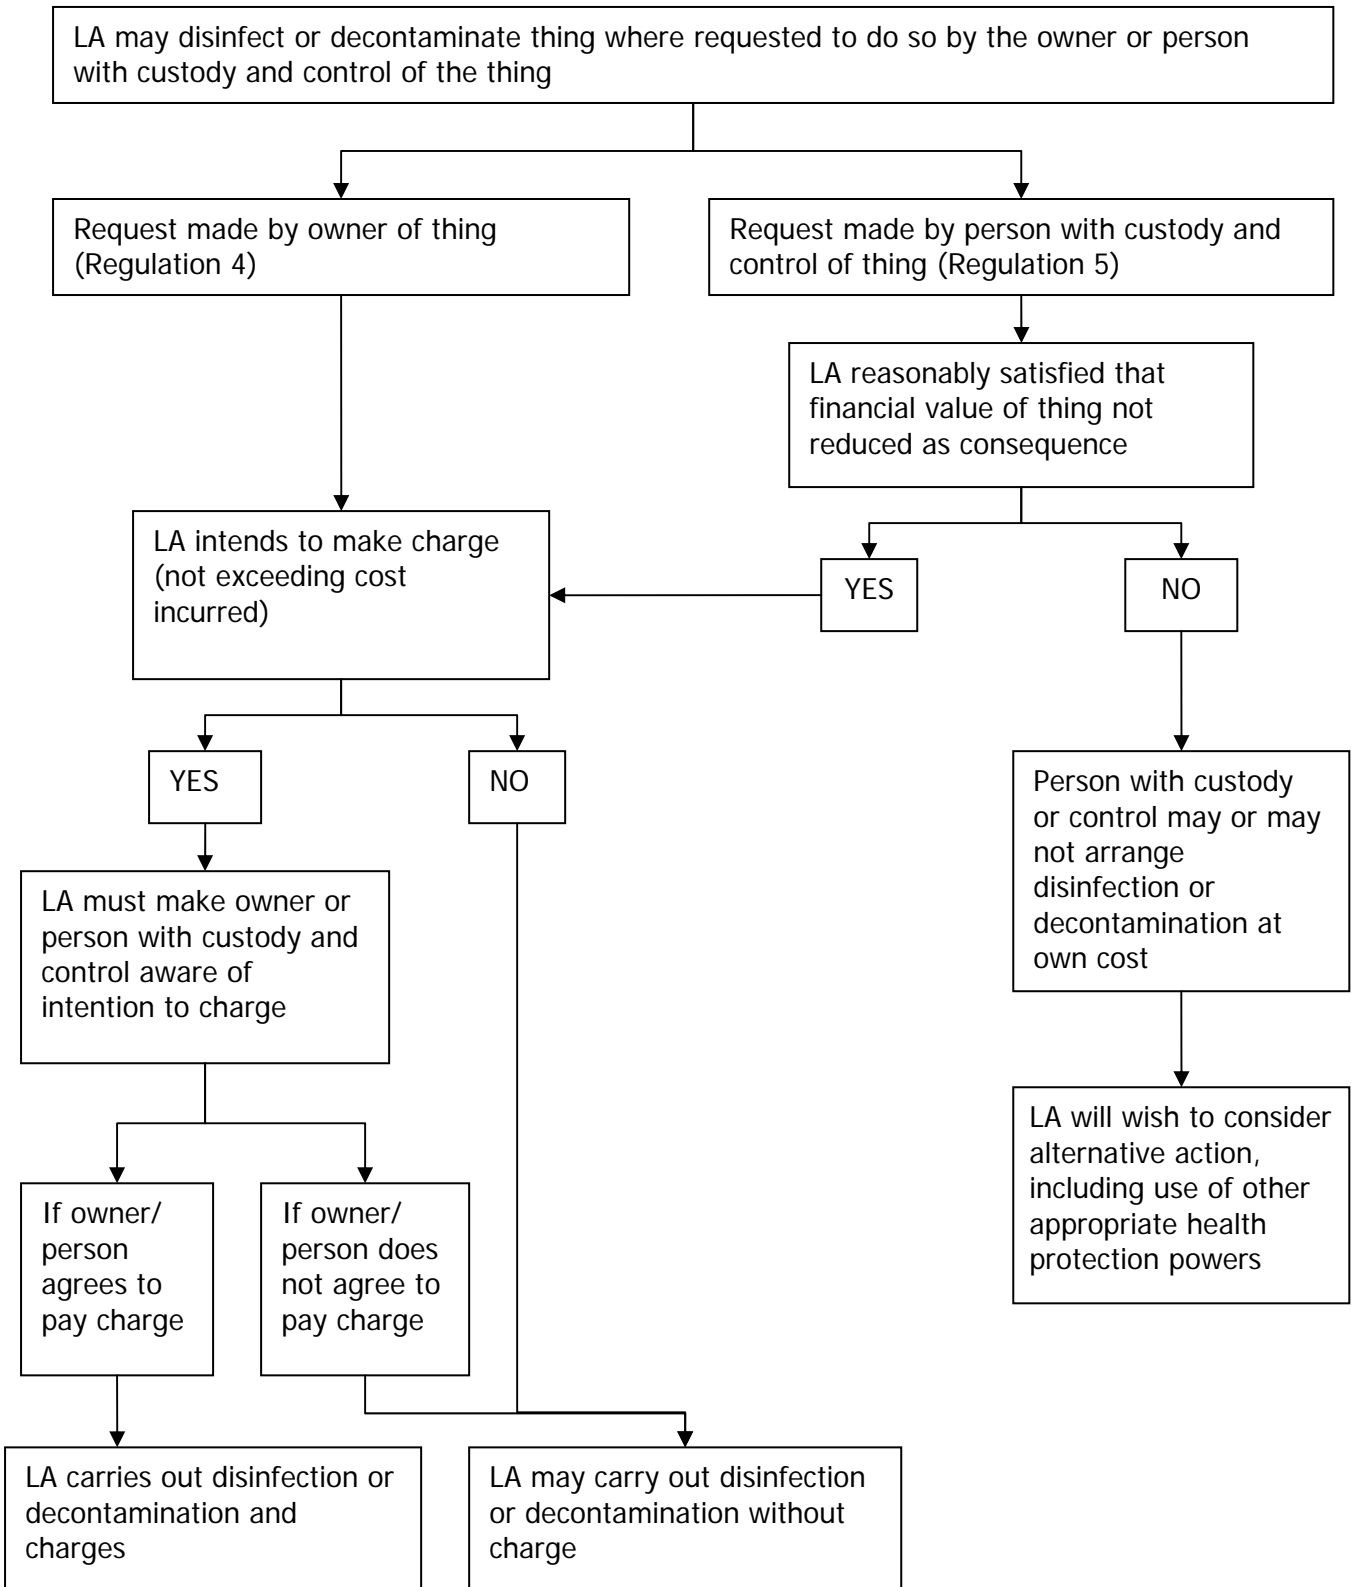 LA may disinfect or decontaminate thing where requested to do so by the owner or person
with custody and control of the thing
Request made by owner of thing
(Regulation 4)
Request made by person with custody and
control of thing (Regulation 5)
LA reasonably satisfied that
financial value of thing not
reduced as consequence
LA intends to make charge
(not exceeding cost
incurred)
YES
NO
YES
NO
Person with custody
or control may or may
not arrange
disinfection or
decontamination at
own cost
LA must make owner or
person with custody and
control aware of
intention to charge
LA will wish to consider
alternative action,
including use of other
appropriate health
protection powers
If owner/
person
agrees to
pay charge
If owner/
person does
not agree to
pay charge
LA carries out disinfection or
decontamination and
charges
LA may carry out disinfection
or decontamination without
charge